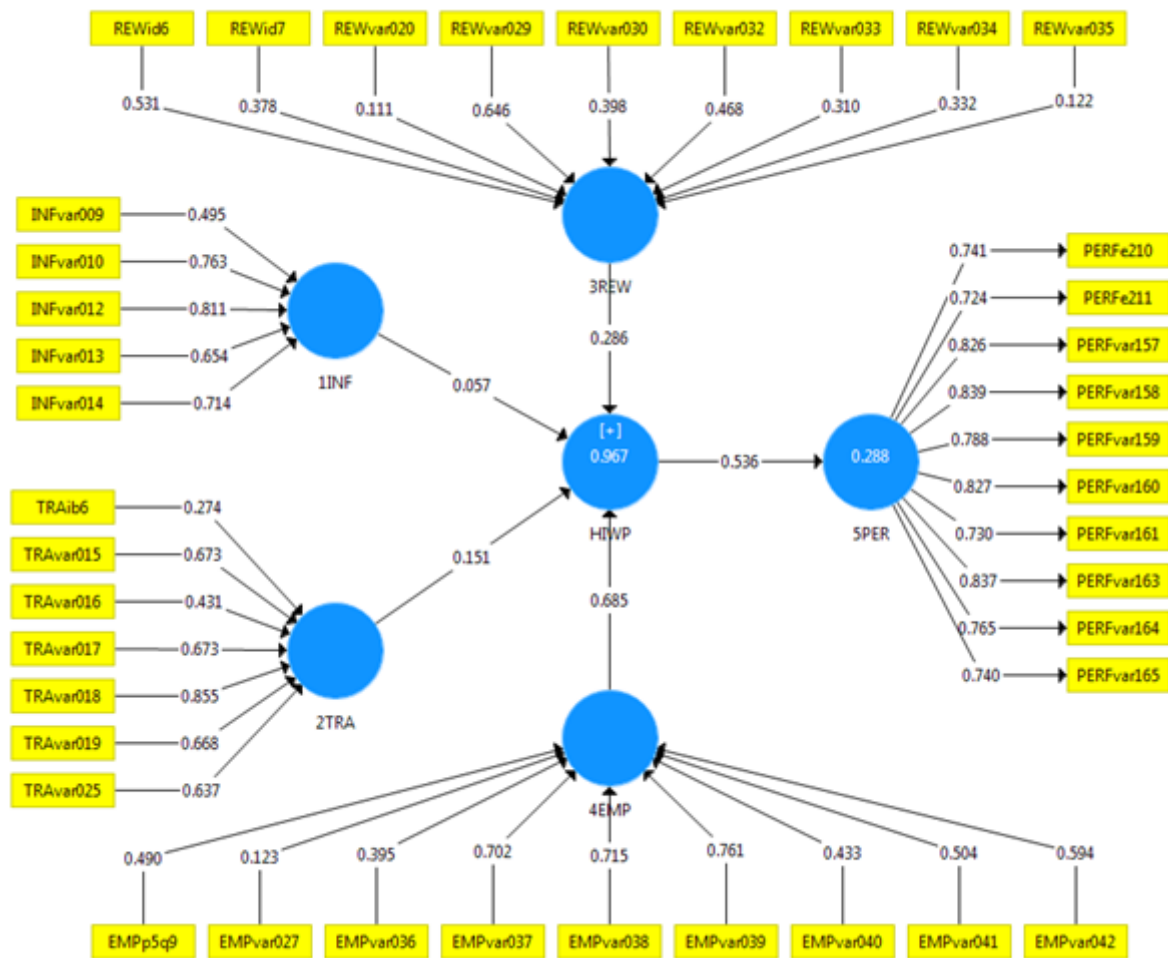 REWid6 REWid7 REWvar020 REWvar029 REWvar030 REWvar032 REWvar033 REWvar034 REWvar035
0.531 0.378 0.111 0.646 0.398 0.468 0.310 0.332 0.122
3REW
0.286
INFvar009 0.495
INFvar010 0.763
INFvar012 0.811
INFvar013 0.654
INFvar014 0.714
1INF
0.057
TRAib6 0.274
TRAvar015 0.673
TRAvar016 0.431
TRAvar017 0.673
TRAvar018 0.855
TRAvar019 0.668
TRAvar025 0.637
2TRA
0.151
[+]
0.967
HIWP
0.536
0.288
5PER
0.741 PERFe210
0.724 PERFe211
0.826 PERFvar157
0.839 PERFvar158
0.788 PERFvar159
0.827 PERFvar160
0.730 PERFvar161
0.837 PERFvar163
0.765 PERFvar164
0.740 PERFvar165
0.685
4EMP
0.490 0.123 0.395 0.702 0.715 0.761 0.433 0.504 0.594
EMPp5q9 EMPvar027 EMPvar036 EMPvar037 EMPvar038 EMPvar039 EMPvar040 EMPvar041 EMPvar042